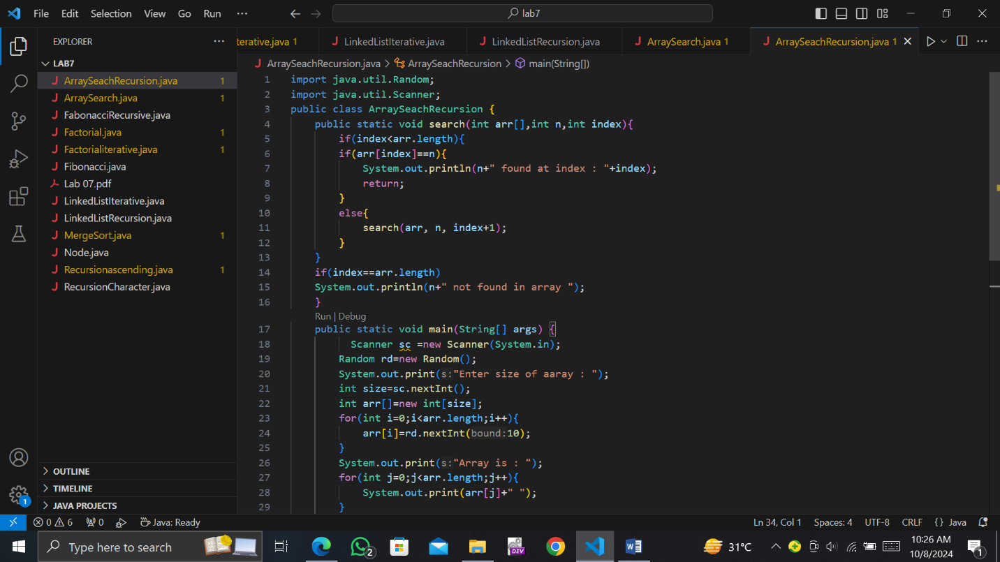 File Edit Selection View Go Run ··· lab7
EXPLORER ···
terative.java 1 LinkedListIterative.java LinkedListRecursion.java ArraySearch.java 1 ArraySeachRecursion.java 1
LAB7
ArraySeachRecursion.java 1
ArraySearch.java 1
FabonacciRecursive.java
Factorial.java 1
Factorialiterative.java 1
Fibonacci.java
Lab 07.pdf
LinkedListIterative.java
LinkedListRecursion.java
MergeSort.java 1
Node.java
Recursionascending.java 1
RecursionCharacter.java
OUTLINE
TIMELINE
JAVA PROJECTS
ArraySeachRecursion.java > ArraySeachRecursion > main(String[])
1 import java.util.Random;
2 import java.util.Scanner;
3 public class ArraySeachRecursion {
4 public static void search(int arr[],int n,int index){
5 if(index<arr.length){
6 if(arr[index]==n){
7 System.out.println(n+" found at index : "+index);
8 return;
9 }
10 else{
11 search(arr, n, index+1);
12 }
13 }
14 if(index==arr.length)
15 System.out.println(n+" not found in array ");
16 }
Run | Debug
17 public static void main(String[] args) {
18 Scanner sc =new Scanner(System.in);
19 Random rd=new Random();
20 System.out.print(s:"Enter size of aaray : ");
21 int size=sc.nextInt();
22 int arr[]=new int[size];
23 for(int i=0;i<arr.length;i++){
24 arr[i]=rd.nextInt(bound:10);
25 }
26 System.out.print(s:"Array is : ");
27 for(int j=0;j<arr.length;j++){
28 System.out.print(arr[j]+" ");
29 }
1
0 6 0 Java: Ready Ln 34, Col 1 Spaces: 4 UTF-8 CRLF {} Java
Type here to search 2 DEV 31°C 10:26 AM
10/8/2024 1